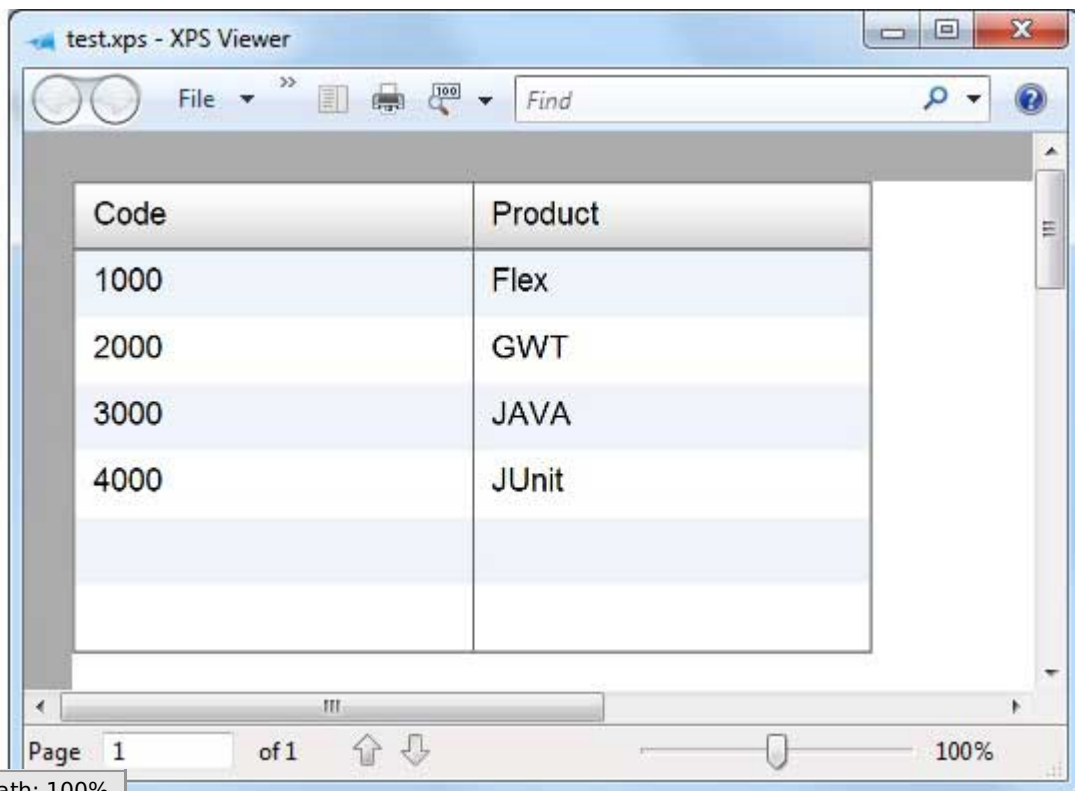 test.xps - XPS Viewer
File » 100 Find
Code Product
1000 Flex
2000 GWT
3000 JAVA
4000 JUnit
Page 1 of 1 100%
ath: 100%